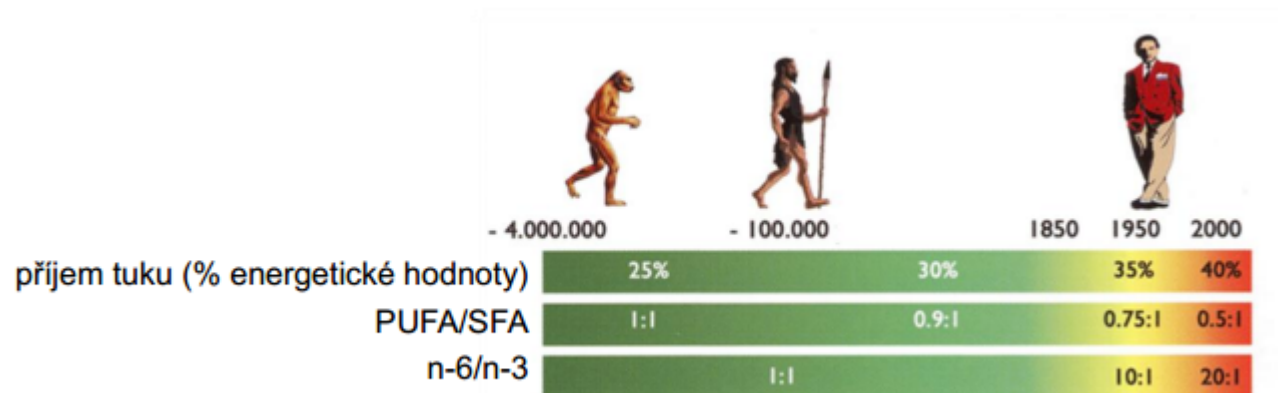 - 4.000.000 - 100.000 1850 1950 2000
příjem tuku (% energetické hodnoty) 25% 30% 35% 40%
PUFA/SFA 1:1 0.9:1 0.75:1 0.5:1
n-6/n-3 1:1 10:1 20:1